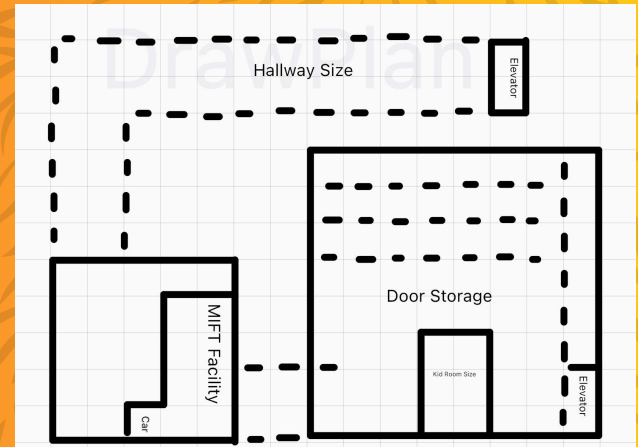 DrawPlan
Hallway Size
Elevator
Door Storage
MIFT Facility
Kid Room Size
Elevator
Car